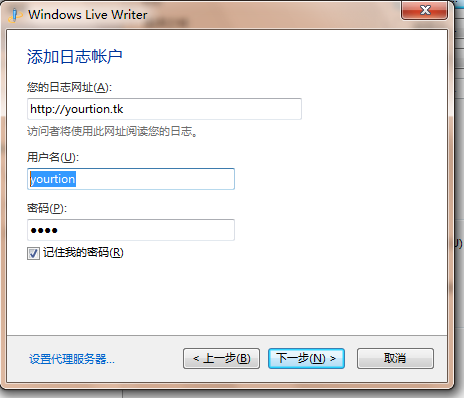 Windows Live Writer
添加日志帐户
您的日志网址(A):
http://yourtion.tk
访问者将使用此网址阅读您的日志。
用户名(U):
yourtion
密码(P):
●●●●
记住我的密码(R)
设置代理服务器...
< 上一步(B)
下一步(N) >
取消
U)